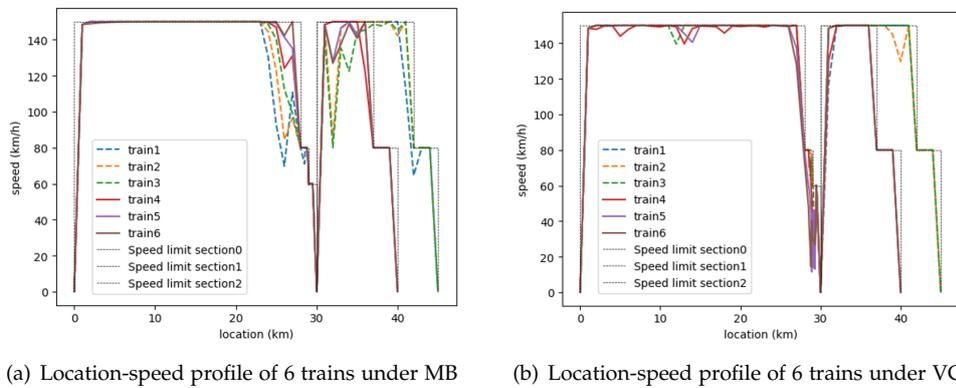 140
120
100
80
60
40
20
0
speed (km/h)
train1
train2
train3
train4
train5
train6
Speed limit section0
Speed limit section1
Speed limit section2
0 10 20 30 40
location (km)
(a) Location-speed profile of 6 trains under MB
140
120
100
80
60
40
20
0
speed (km/h)
train1
train2
train3
train4
train5
train6
Speed limit section0
Speed limit section1
Speed limit section2
0 10 20 30 40
location (km)
(b) Location-speed profile of 6 trains under VC